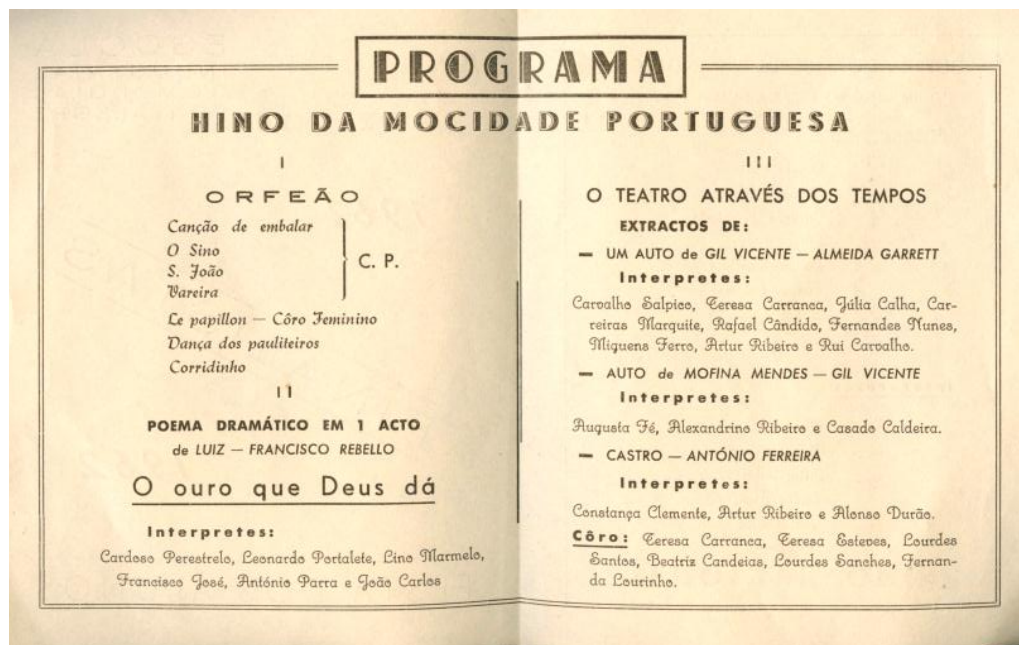 PROGRAMA
HINO DA MOCIDADE PORTUGUESA
I
ORFEÃO
Canção de embalar
O Sino
S. João
Vareira
C. P.
Le papillon — Côro Feminino
Dança dos pauliteiros
Corridinho
II
POEMA DRAMÁTICO EM 1 ACTO
de LUIZ — FRANCISCO REBELLO
O ouro que Deus dá
Interpretes:
Cardoso Perestrelo, Leonardo Portalete, Lino Marmelo,
Francisco José, António Parra e João Carlos
III
O TEATRO ATRAVÉS DOS TEMPOS
EXTRACTOS DE:
— UM AUTO de GIL VICENTE — ALMEIDA GARRETT
Interpretes:
Carvalho Salpico, Teresa Carranca, Júlia Calha, Car-
reiras Marquite, Rafael Cândido, Fernandes Nunes,
Miguens Ferro, Artur Ribeiro e Rui Carvalho.
— AUTO de MOFINA MENDES — GIL VICENTE
Interpretes:
Augusta Fé, Alexandrino Ribeiro e Casado Caldeira.
— CASTRO — ANTÓNIO FERREIRA
Interpretes:
Constança Clemente, Artur Ribeiro e Alonso Durão.
Côro: Teresa Carranca, Teresa Esteves, Lourdes
Santos, Beatriz Candeias, Lourdes Sanches, Fernan-
da Lourinho.